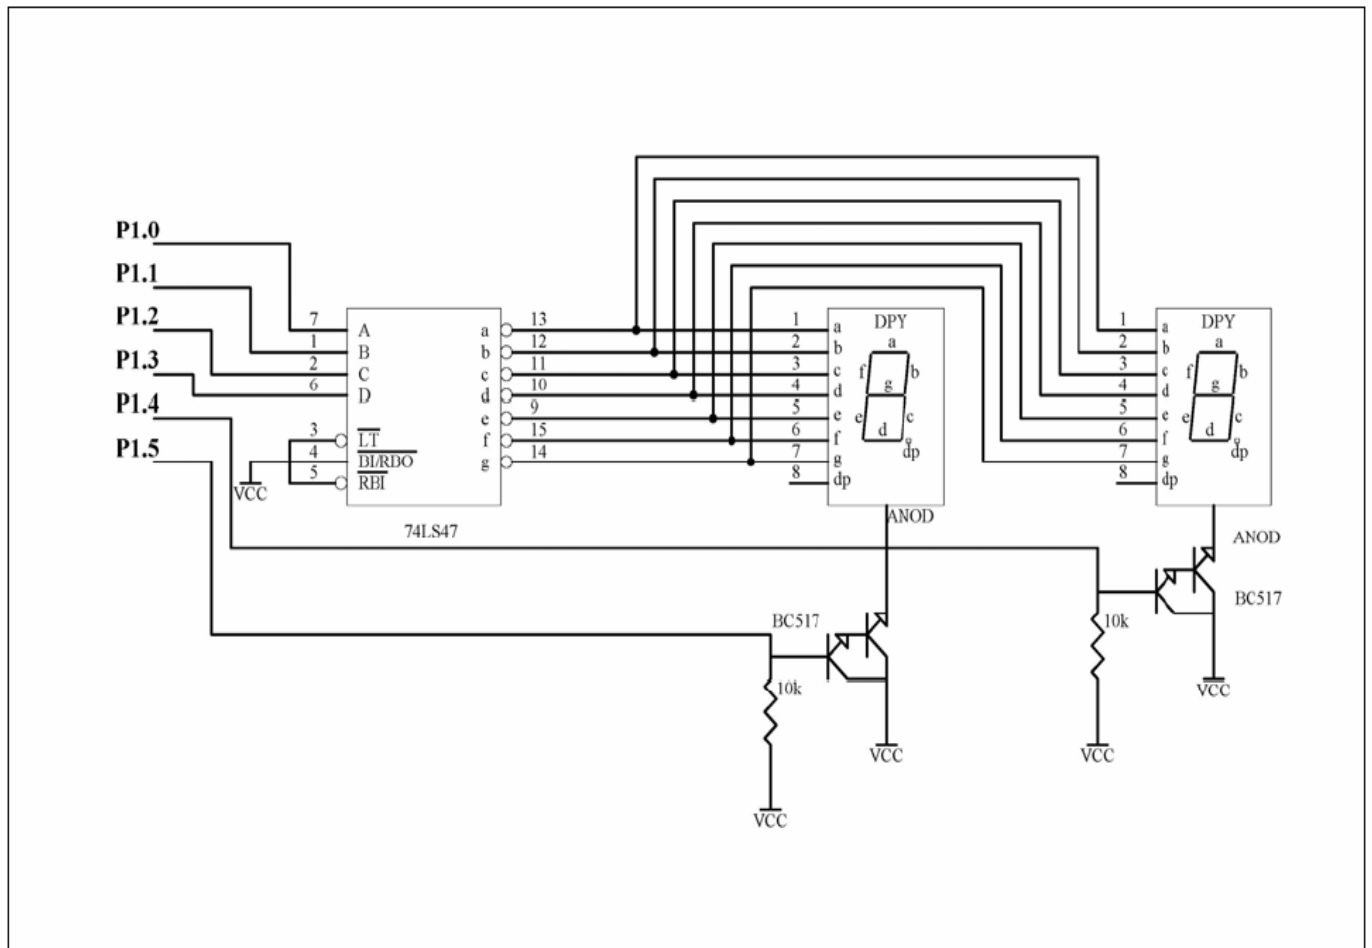 P1.0
P1.1
P1.2
P1.3
P1.4
P1.5
7 A a 13
1 B b 12
2 C c 11
6 D d 10
e 9
3 LT f 15
4 BI/RBO g 14
5 RBI
VCC
74LS47
1 a DPY
2 b
3 c
4 d
5 e
6 f
7 g
8 dp
a
f b
g
e c
d
dp
ANOD
1 a DPY
2 b
3 c
4 d
5 e
6 f
7 g
8 dp
a
f b
g
e c
d
dp
ANOD
BC517
10k
VCC
VCC
BC517
10k
VCC
VCC